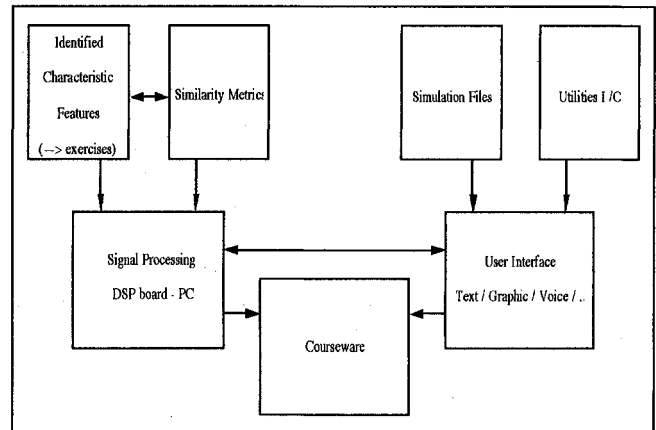 Identified
Characteristic
Features
(--> exercises)
Similarity Metrics
Simulation Files
Utilities I /C
Signal Processing
DSP board - PC
User Interface
Text / Graphic / Voice / ..
Courseware